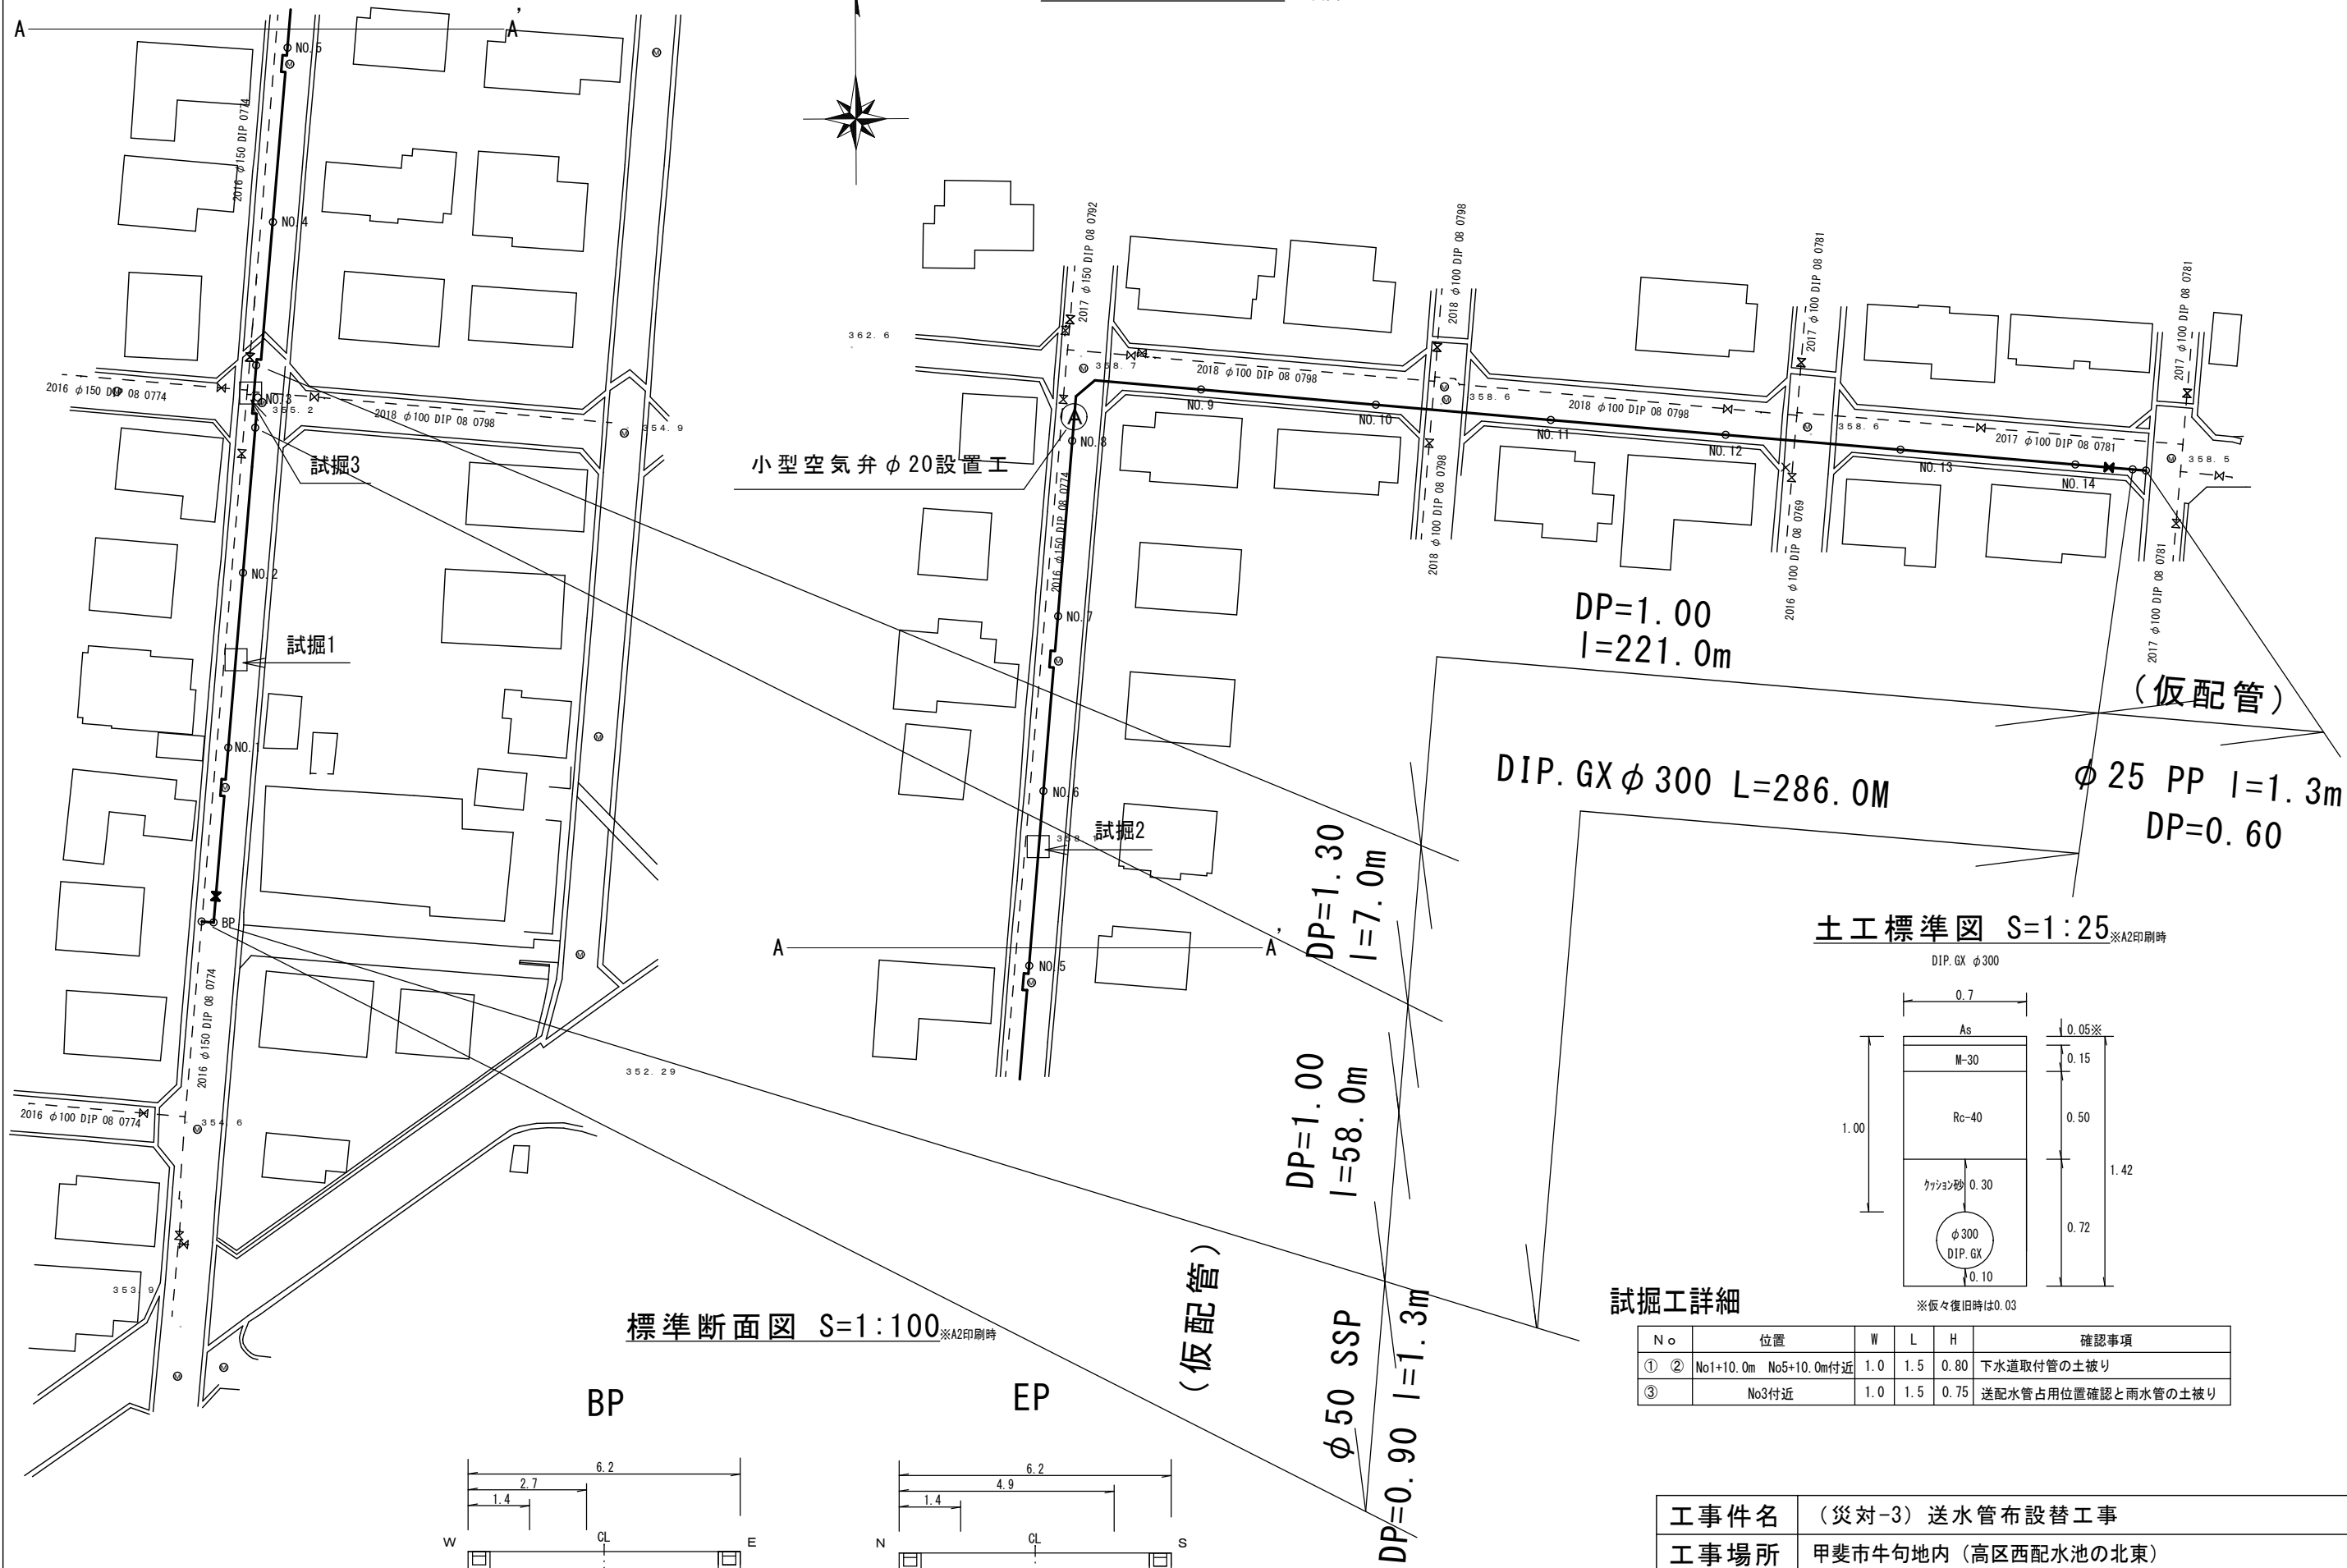 A
A'
NO.5
NO.4
2016 φ150 DIP 0774
2016 φ150 DIP 08 0774
NO.3
355.2
2018 φ100 DIP 08 0798
354.9
試掘3
NO.2
試掘1
NO.1
BP
2016 φ150 DIP 08 0774
2016 φ100 DIP 08 0774
354.6
353.9
352.29
362.6
2017 φ150 DIP 08 0792
358.7
2018 φ100 DIP 08 0798
2018 φ100 DIP 08 0798
358.6
2018 φ100 DIP 08 0798
2017 φ100 DIP 08 0781
358.6
2017 φ100 DIP 08 0781
2017 φ100 DIP 08 0781
358.5
NO.9
NO.10
NO.11
NO.12
NO.13
NO.14
A
NO.8
小型空気弁φ20設置工
2016 φ150 DIP 08 0774
2018 φ100 DIP 08 0798
2016 φ100 DIP 08 0769
2017 φ100 DIP 08 0781
NO.7
NO.6
試掘2
A
A'
NO.5
DP=1.00
l=221.0m
(仮配管)
DIP.GXφ300 L=286.0M
φ25 PP l=1.3m
DP=0.60
DP=1.30
l=7.0m
DP=1.00
l=58.0m
(仮配管)
φ50 SSP
DP=0.90 l=1.3m
土工標準図 S=1:25※A2印刷時
DIP.GX φ300
0.7
As
0.05※
M-30
0.15
Rc-40
0.50
1.00
1.42
クッション砂 0.30
0.72
φ300
DIP.GX
0.10
※仮々復旧時は0.03
試掘工詳細
No 位置 W L H 確認事項
① ② No1+10.0m No5+10.0m付近 1.0 1.5 0.80 下水道取付管の土被り
③ No3付近 1.0 1.5 0.75 送配水管占用位置確認と雨水管の土被り
標準断面図 S=1:100※A2印刷時
BP
6.2
2.7
1.4
W
CL
E
EP
6.2
4.9
1.4
N
CL
S
工事件名 (災対-3) 送水管布設替工事
工事場所 甲斐市牛句地内 (高区西配水池の北東)